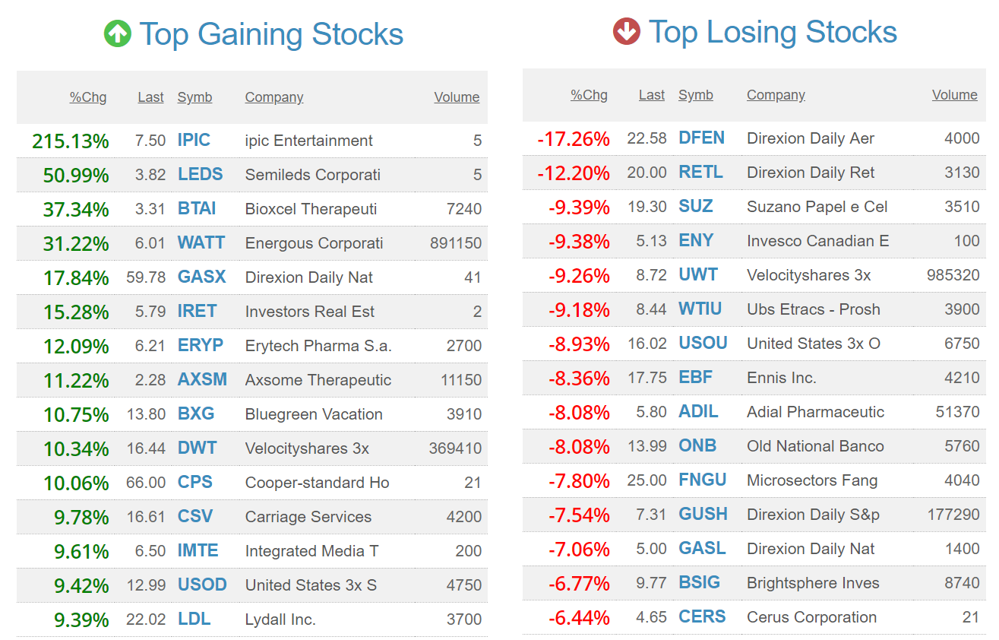 Top Gaining Stocks
%Chg Last Symb Company Volume
215.13% 7.50 IPIC ipic Entertainment 5
50.99% 3.82 LEDS Semileds Corporati 5
37.34% 3.31 BTAI Bioxcel Therapeuti 7240
31.22% 6.01 WATT Energous Corporati 891150
17.84% 59.78 GASX Direxion Daily Nat 41
15.28% 5.79 IRET Investors Real Est 2
12.09% 6.21 ERYP Erytech Pharma S.a. 2700
11.22% 2.28 AXSM Axsome Therapeutic 11150
10.75% 13.80 BXG Bluegreen Vacation 3910
10.34% 16.44 DWT Velocityshares 3x 369410
10.06% 66.00 CPS Cooper-standard Ho 21
9.78% 16.61 CSV Carriage Services 4200
9.61% 6.50 IMTE Integrated Media T 200
9.42% 12.99 USOD United States 3x S 4750
9.39% 22.02 LDL Lydall Inc. 3700
Top Losing Stocks
%Chg Last Symb Company Volume
-17.26% 22.58 DFEN Direxion Daily Aer 4000
-12.20% 20.00 RETL Direxion Daily Ret 3130
-9.39% 19.30 SUZ Suzano Papel e Cel 3510
-9.38% 5.13 ENY Invesco Canadian E 100
-9.26% 8.72 UWT Velocityshares 3x 985320
-9.18% 8.44 WTIU Ubs Etracs - Prosh 3900
-8.93% 16.02 USOU United States 3x O 6750
-8.36% 17.75 EBF Ennis Inc. 4210
-8.08% 5.80 ADIL Adial Pharmaceutic 51370
-8.08% 13.99 ONB Old National Banco 5760
-7.80% 25.00 FNGU Microsectors Fang 4040
-7.54% 7.31 GUSH Direxion Daily S&p 177290
-7.06% 5.00 GASL Direxion Daily Nat 1400
-6.77% 9.77 BSIG Brightsphere Inves 8740
-6.44% 4.65 CERS Cerus Corporation 21